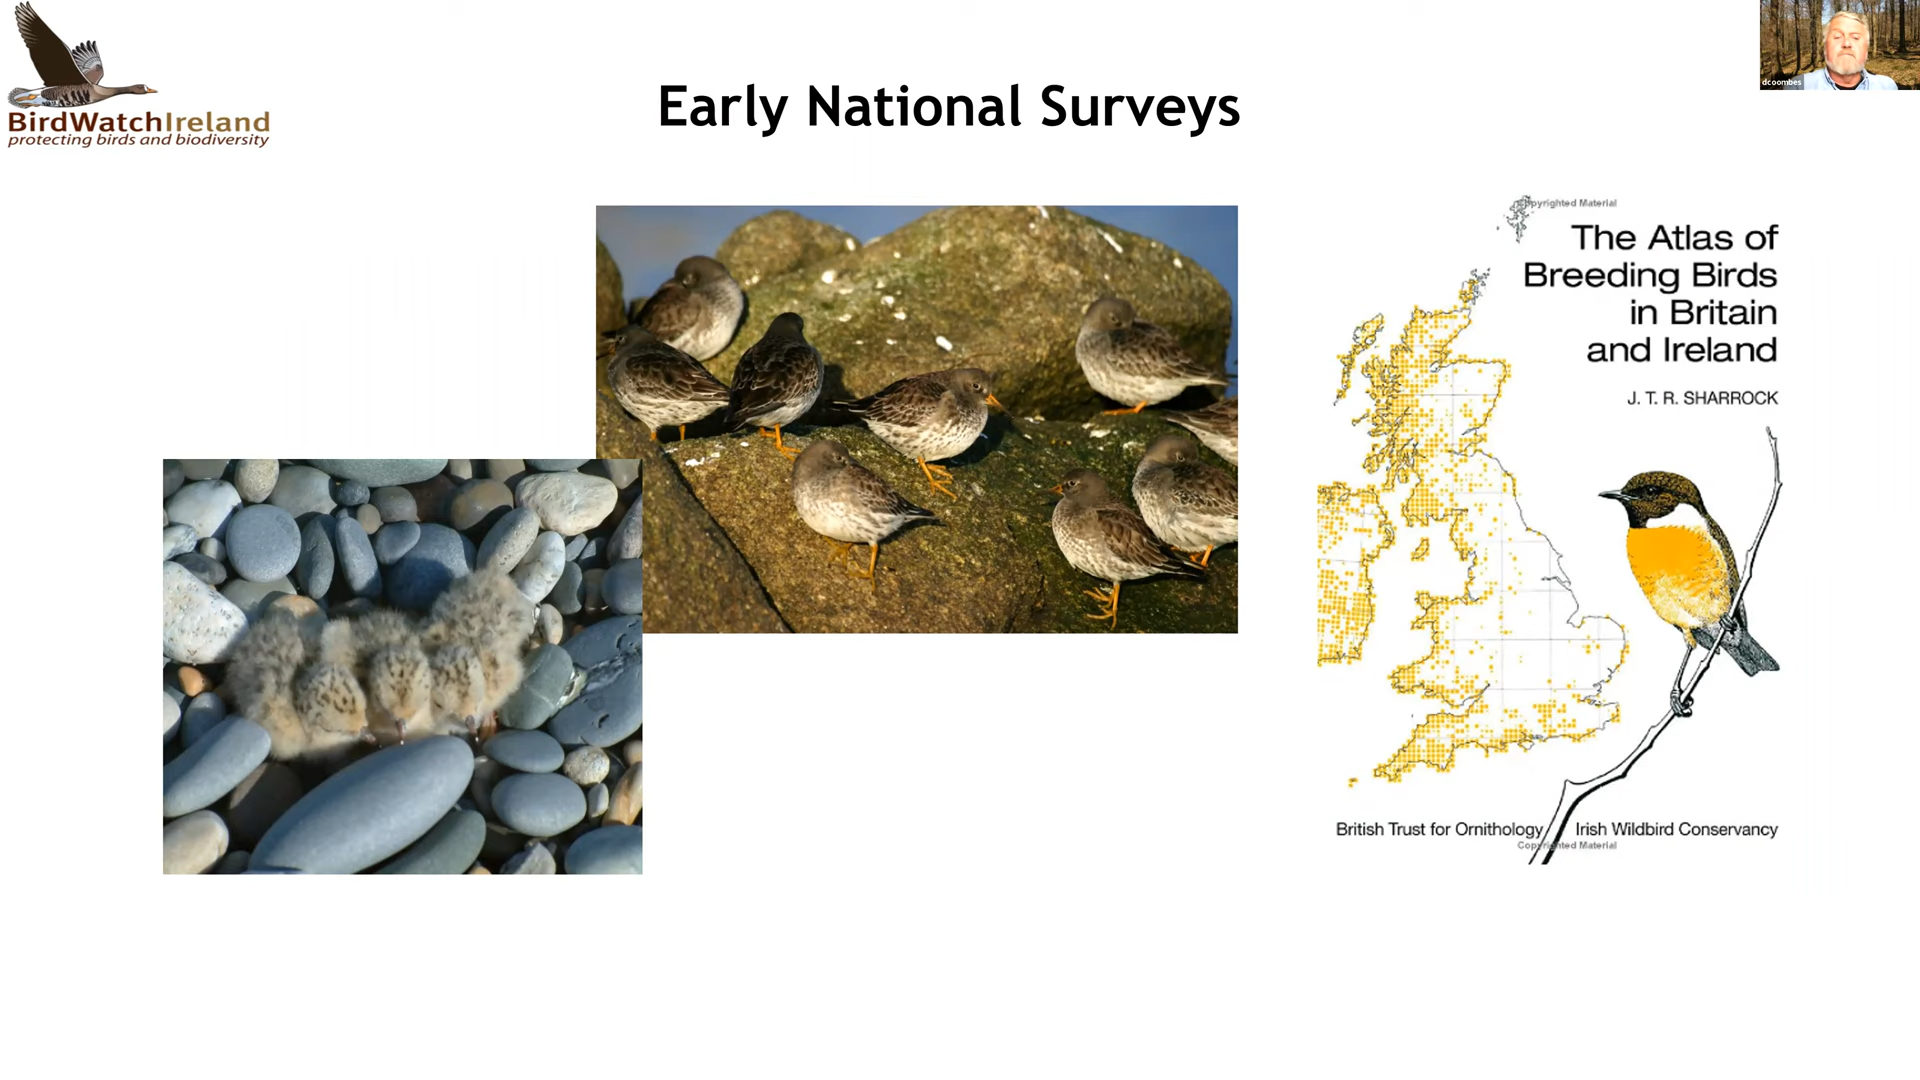 BirdWatchIreland
protecting birds and biodiversity
Early National Surveys
dcoombes
Copyrighted Material
The Atlas of
Breeding Birds
in Britain
and Ireland
J. T. R. SHARROCK
British Trust for Ornithology
Irish Wildbird Conservancy
Copyrighted Material